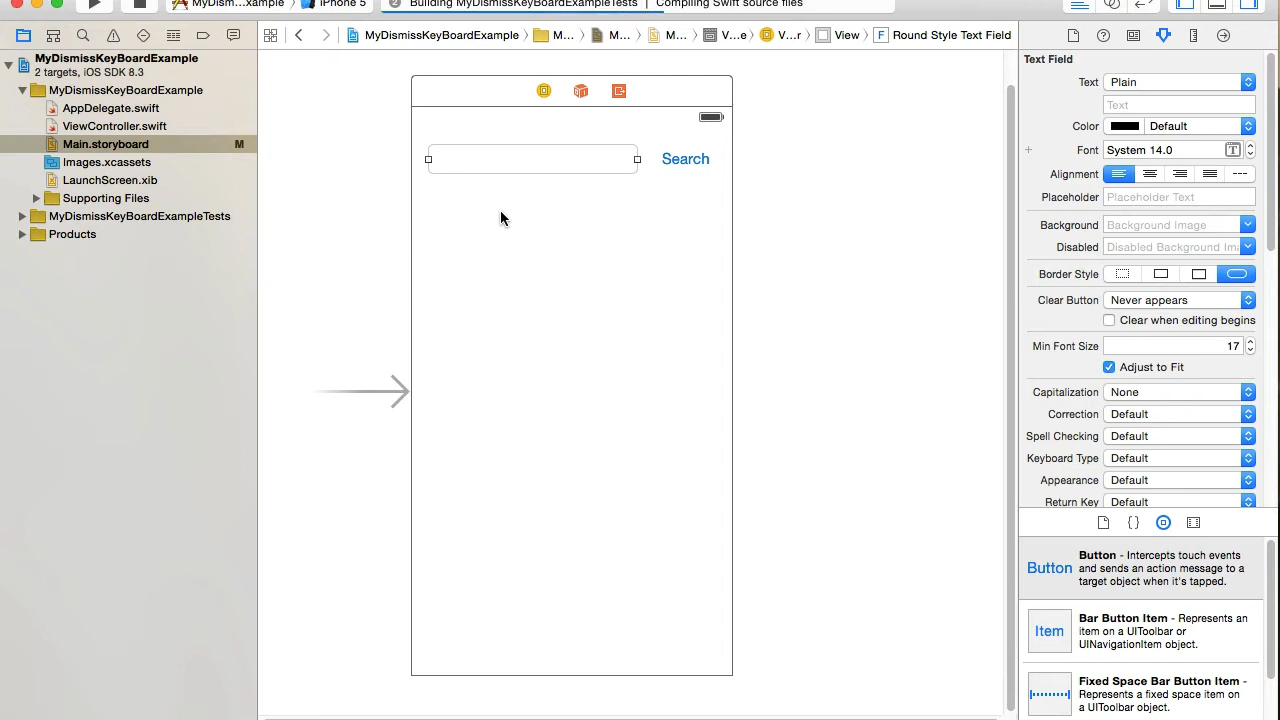 MyDism...xample
iPhone 5
2 Building MyDismissKeyBoardExampleTests | Compiling Swift source files
MyDismissKeyBoardExample
M...
M...
M...
V...e
V...r
View
F Round Style Text Field
MyDismissKeyBoardExample
2 targets, iOS SDK 8.3
MyDismissKeyBoardExample
AppDelegate.swift
ViewController.swift
Main.storyboard M
Images.xcassets
LaunchScreen.xib
Supporting Files
MyDismissKeyBoardExampleTests
Products
Search
Text Field
Text Plain
Text
Color Default
Font System 14.0 T
Alignment
Placeholder Placeholder Text
Background Background Image
Disabled Disabled Background Im
Border Style
Clear Button Never appears
Clear when editing begins
Min Font Size 17
Adjust to Fit
Capitalization None
Correction Default
Spell Checking Default
Keyboard Type Default
Appearance Default
Return Key Default
Button Button - Intercepts touch events
and sends an action message to a
target object when it's tapped.
Item Bar Button Item - Represents an
item on a UIToolbar or
UINavigationItem object.
Fixed Space Bar Button Item -
Represents a fixed space item on
a UIToolbar object.